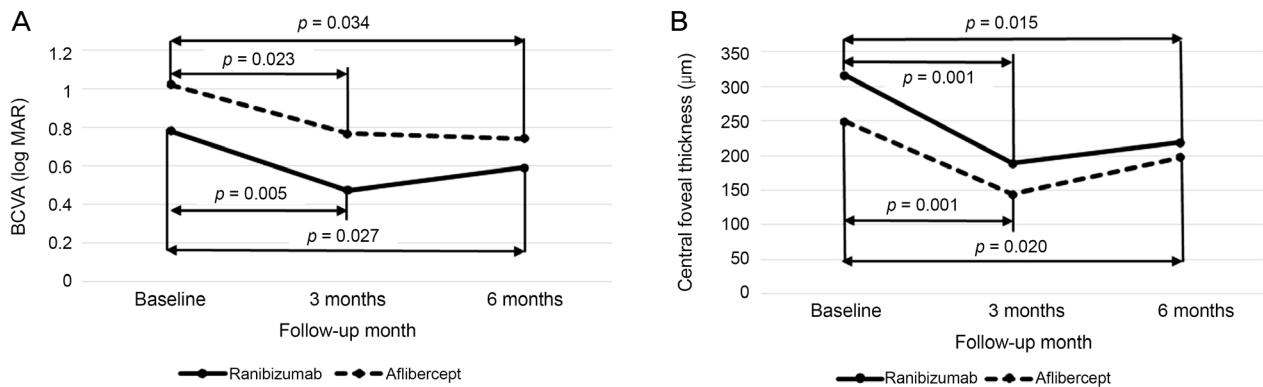 A
p = 0.034
p = 0.023
BCVA (log MAR)
1.2
1
0.8
0.6
0.4
0.2
0
p = 0.005
p = 0.027
Baseline
3 months
6 months
Follow-up month
Ranibizumab
Aflibercept
B
p = 0.015
p = 0.001
Central foveal thickness (μm)
350
300
250
200
150
100
50
0
p = 0.001
p = 0.020
Baseline
3 months
6 months
Follow-up month
Ranibizumab
Aflibercept